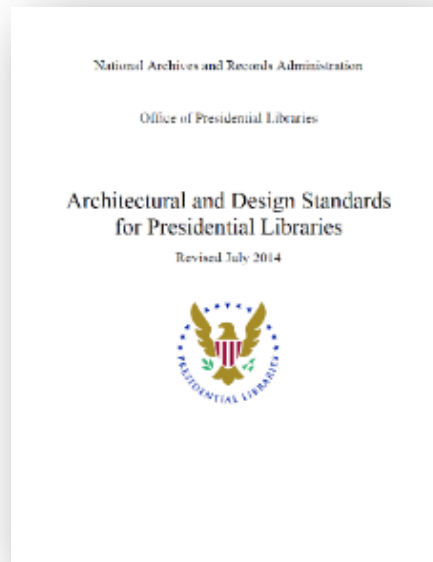 National Archives and Records Administration
Office of Presidential Libraries
Architectural and Design Standards
for Presidential Libraries
Revised July 2014
PRESIDENTIAL LIBRARIES